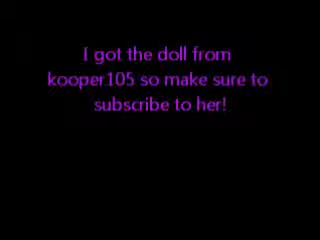 I got the doll from
kooper105 so make sure to
subscribe to her!